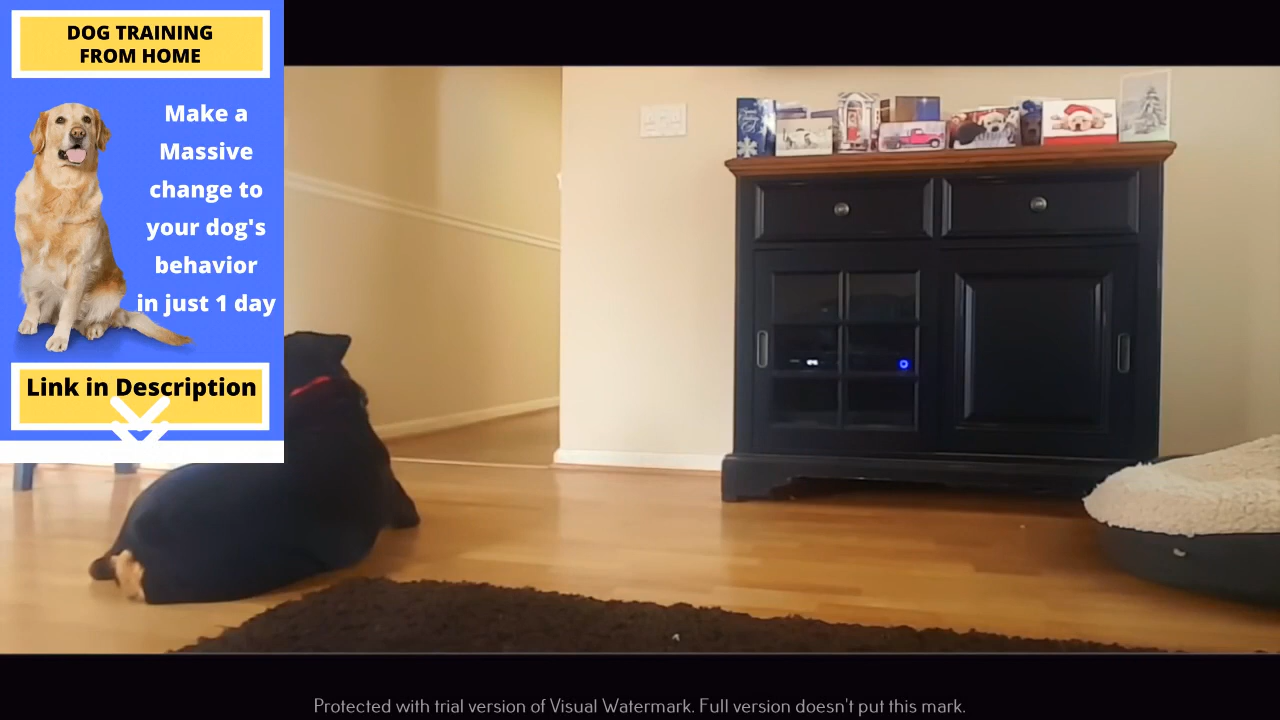 DOG TRAINING
FROM HOME
Make a
Massive
change to
your dog's
behavior
in just 1 day
Link in Description
Protected with trial version of Visual Watermark. Full version doesn't put this mark.